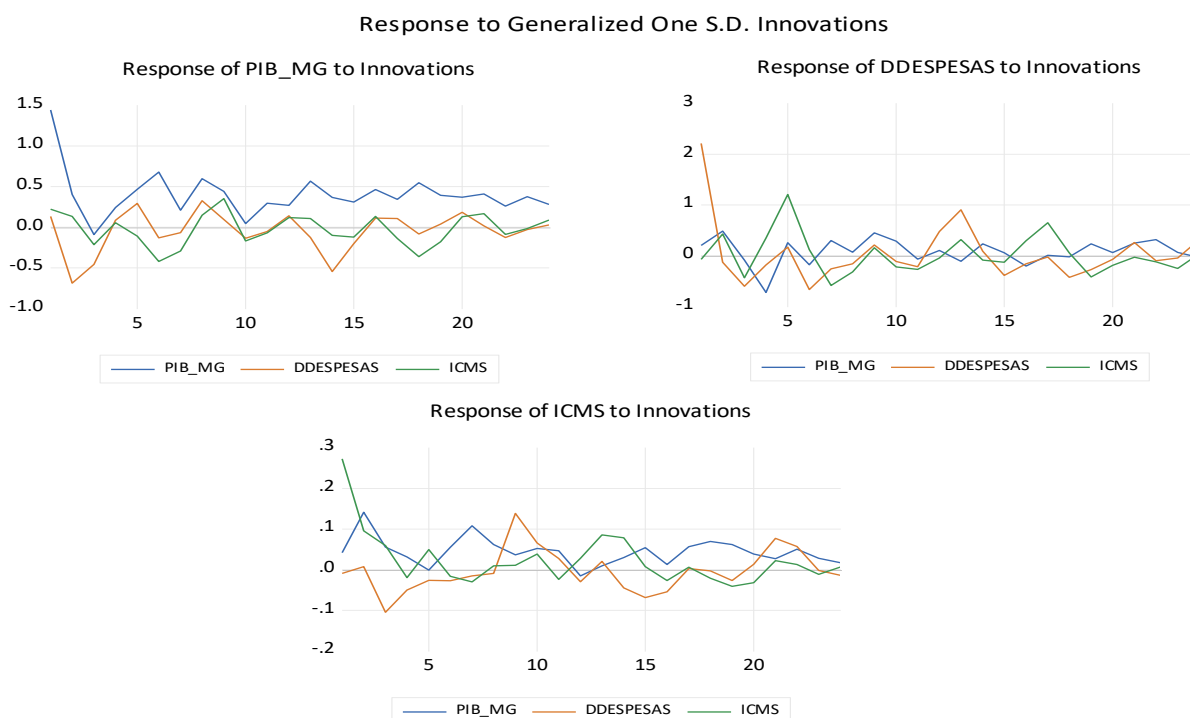 Response to Generalized One S.D. Innovations
Response of PIB_MG to Innovations
1.5
1.0
0.5
0.0
-0.5
-1.0
5 10 15 20
PIB_MG DDESPESAS ICMS
Response of DDESPESAS to Innovations
3
2
1
0
-1
5 10 15 20
PIB_MG DDESPESAS ICMS
Response of ICMS to Innovations
.3
.2
.1
.0
-.1
-.2
5 10 15 20
PIB_MG DDESPESAS ICMS